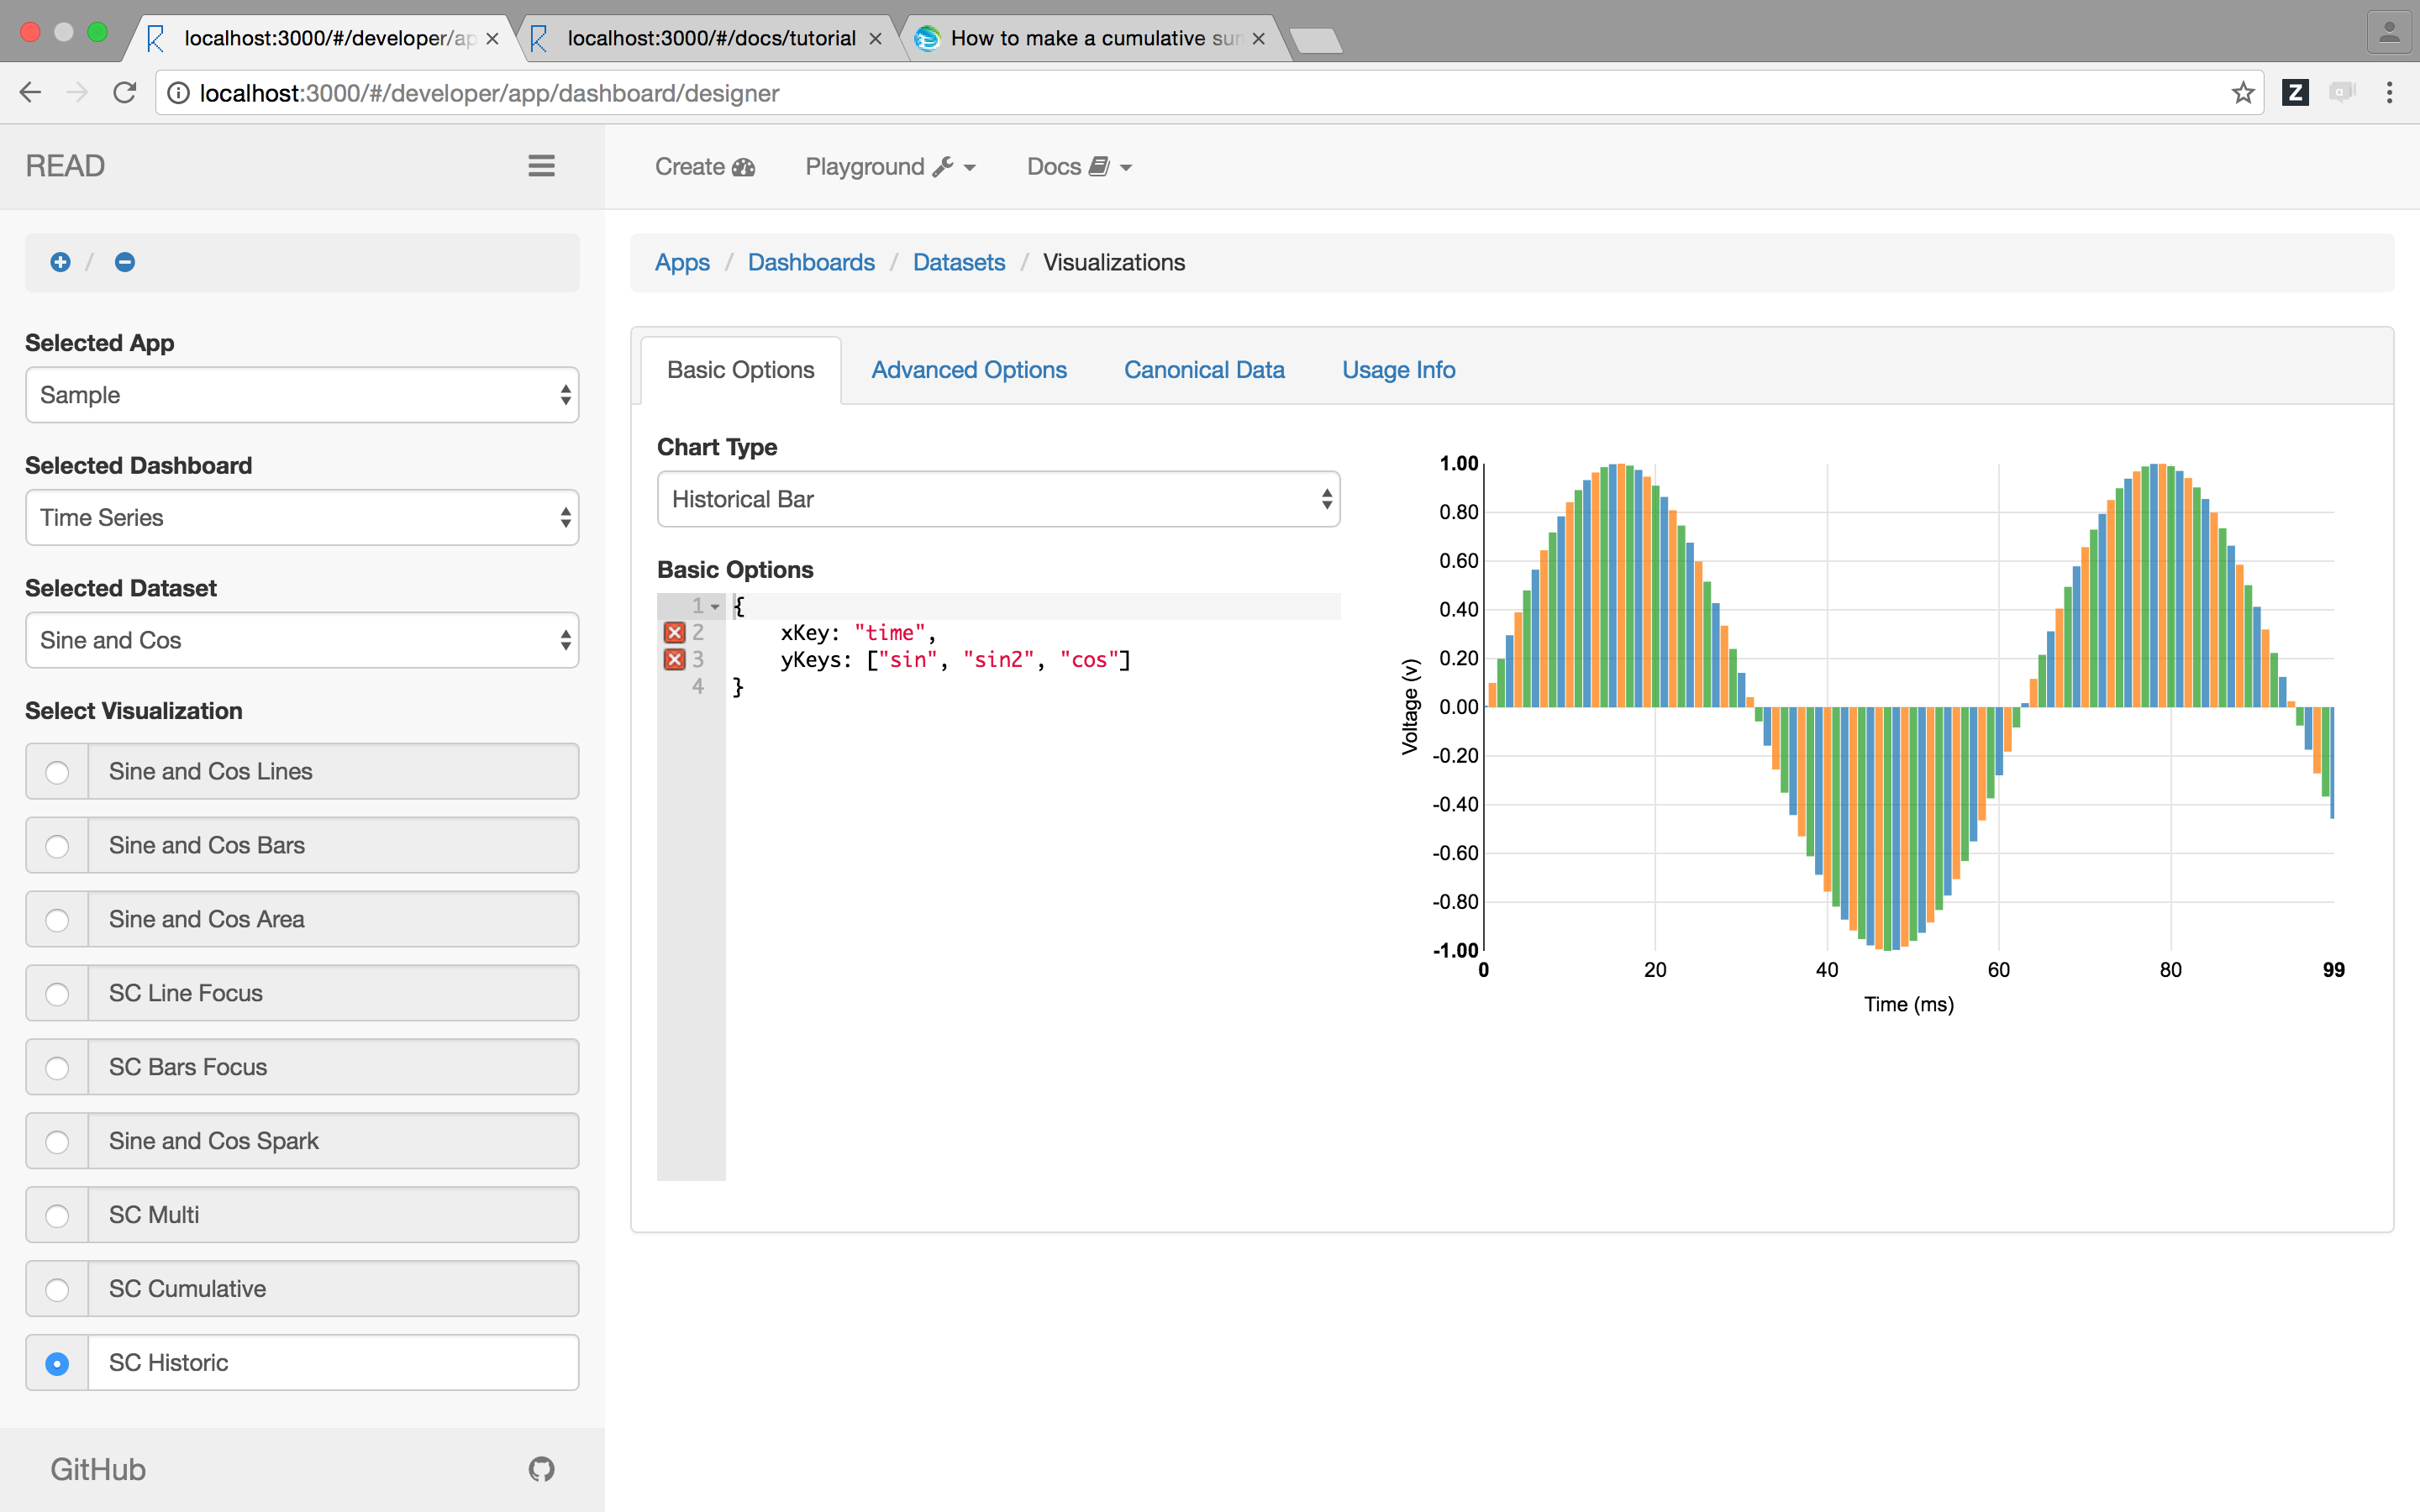 localhost:3000/#/developer/ap
localhost:3000/#/docs/tutorial
How to make a cumulative sum
localhost:3000/#/developer/app/dashboard/designer
Z
a
READ
Create
Playground
Docs
/
Apps / Dashboards / Datasets / Visualizations
Selected App
Sample
Selected Dashboard
Time Series
Selected Dataset
Sine and Cos
Select Visualization
Sine and Cos Lines
Sine and Cos Bars
Sine and Cos Area
SC Line Focus
SC Bars Focus
Sine and Cos Spark
SC Multi
SC Cumulative
SC Historic
GitHub
Basic Options
Advanced Options
Canonical Data
Usage Info
Chart Type
Historical Bar
Basic Options
1 {
2 xKey: "time",
3 yKeys: ["sin", "sin2", "cos"]
4 }
1.00
0.80
0.60
0.40
0.20
0.00
-0.20
-0.40
-0.60
-0.80
-1.00
Voltage (v)
0 20 40 60 80 99
Time (ms)